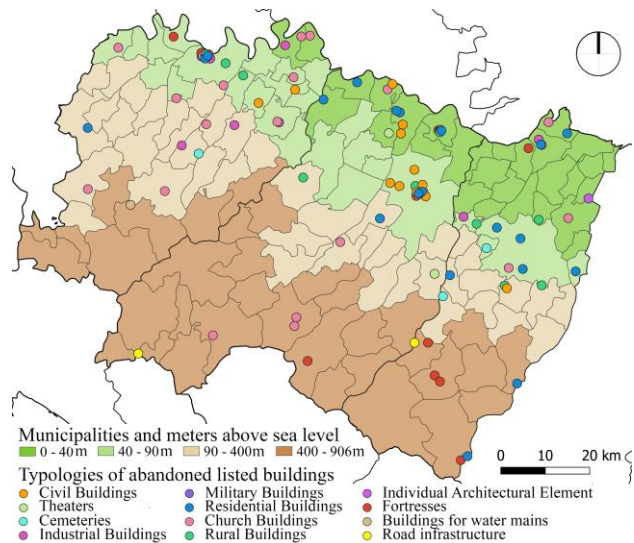 Municipalities and meters above sea level
0 - 40m 40 - 90m 90 - 400m 400 - 906m
0 10 20 km
Typologies of abandoned listed buildings
Civil Buildings Military Buildings Individual Architectural Element
Theaters Residential Buildings Fortresses
Cemeteries Church Buildings Buildings for water mains
Industrial Buildings Rural Buildings Road infrastructure